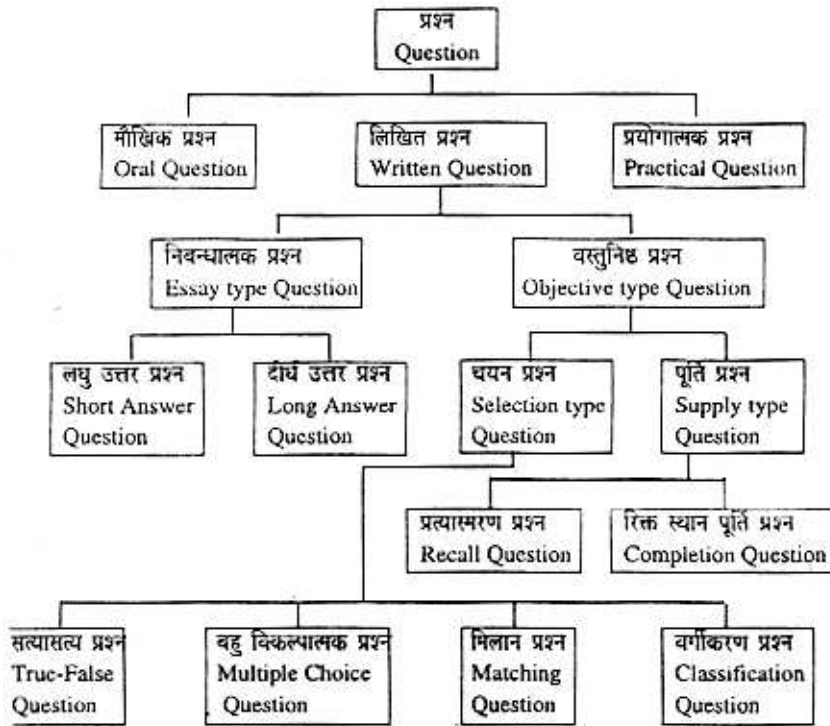 प्रश्न
Question
मौखिक प्रश्न
Oral Question
लिखित प्रश्न
Written Question
प्रयोगात्मक प्रश्न
Practical Question
निबन्धात्मक प्रश्न
Essay type Question
वस्तुनिष्ठ प्रश्न
Objective type Question
लघु उत्तर प्रश्न
Short Answer
Question
दीर्घ उत्तर प्रश्न
Long Answer
Question
चयन प्रश्न
Selection type
Question
पूर्ति प्रश्न
Supply type
Question
प्रत्यास्मरण प्रश्न
Recall Question
रिक्त स्थान पूर्ति प्रश्न
Completion Question
सत्यासत्य प्रश्न
True-False
Question
बहु विकल्पात्मक प्रश्न
Multiple Choice
Question
मिलान प्रश्न
Matching
Question
वर्गीकरण प्रश्न
Classification
Question